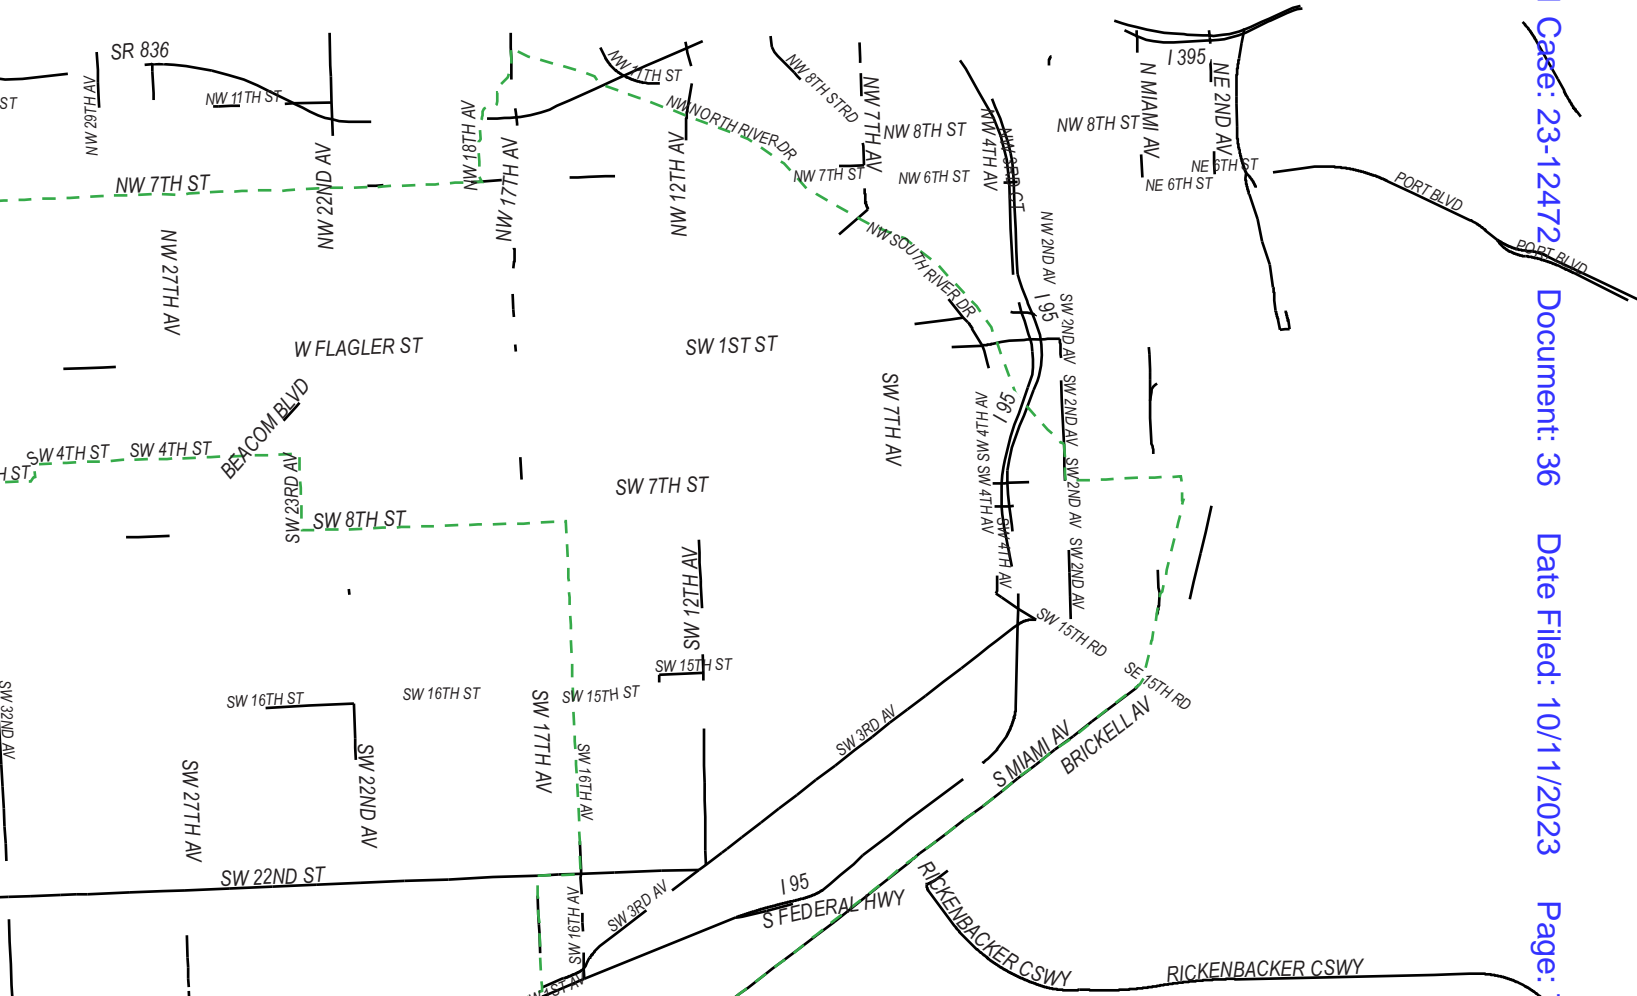 SR 836
I 395
Case: 23-12472 Document: 36 Date Filed: 10/11/2023 Page:
ST
NW 29TH AV
NW 11TH ST
NW 11TH ST
NW 8TH STRD
NW 7TH AV
N MIAMI AV
NE 2ND AV
NW 18TH AV
NW NORTH RIVER DR
NW 8TH ST
NW 4TH AV
NW 3RD CT
NW 8TH ST
NW 17TH AV
NW 12TH AV
NW 22ND AV
NW 7TH ST
NW 7TH ST
NW 6TH ST
NE 6TH ST
NE 6TH ST
PORT BLVD
PORT BLVD
NW 27TH AV
NW SOUTH RIVER DR
NW 2ND AV
I 95
SW 2ND AV
W FLAGLER ST
SW 1ST ST
BEACOM BLVD
SW 7TH AV
SW 4TH AV
I 95
SW 2ND AV
SW 4TH ST
SW 4TH ST
H ST
SW 23RD AV
SW 7TH ST
SW 4TH AV
SW 2ND AV
SW 8TH ST
SW 4TH AV
SW 2ND AV
SW 12TH AV
SW 15TH RD
SW 15TH ST
SE 15TH RD
SW 32ND AV
SW 16TH ST
SW 16TH ST
SW 15TH ST
SW 17TH AV
SW 3RD AV
S MIAMI AV
BRICKELL AV
SW 27TH AV
SW 22ND AV
SW 16TH AV
SW 22ND ST
I 95
S FEDERAL HWY
SW 3RD AV
SW 16TH AV
RICKENBACKER CSWY
RICKENBACKER CSWY
1ST AV